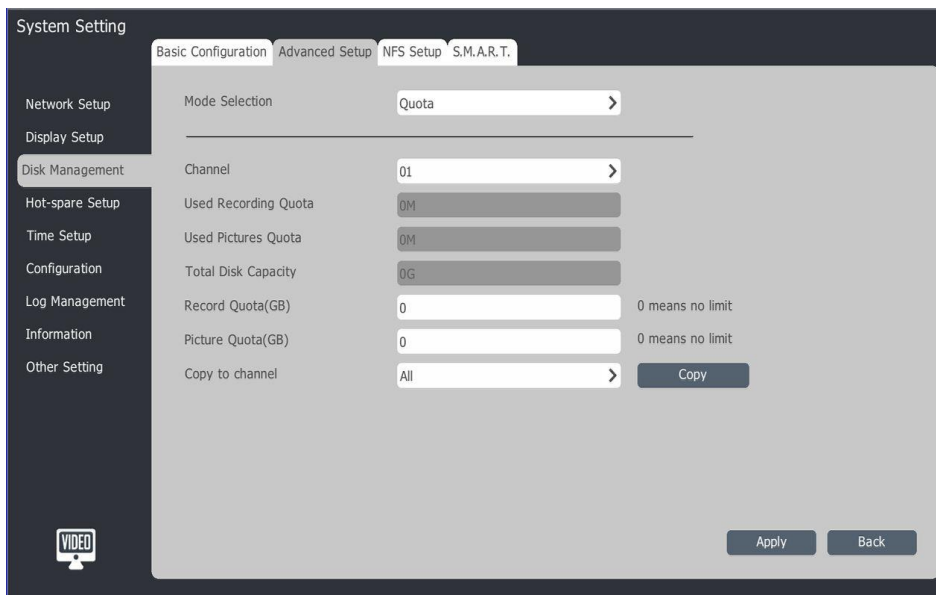 System Setting
Basic Configuration Advanced Setup NFS Setup S.M.A.R.T.
Network Setup
Display Setup
Disk Management
Hot-spare Setup
Time Setup
Configuration
Log Management
Information
Other Setting
Mode Selection Quota
Channel 01
Used Recording Quota 0M
Used Pictures Quota 0M
Total Disk Capacity 0G
Record Quota(GB) 0 0 means no limit
Picture Quota(GB) 0 0 means no limit
Copy to channel All Copy
VIDEO
Apply Back